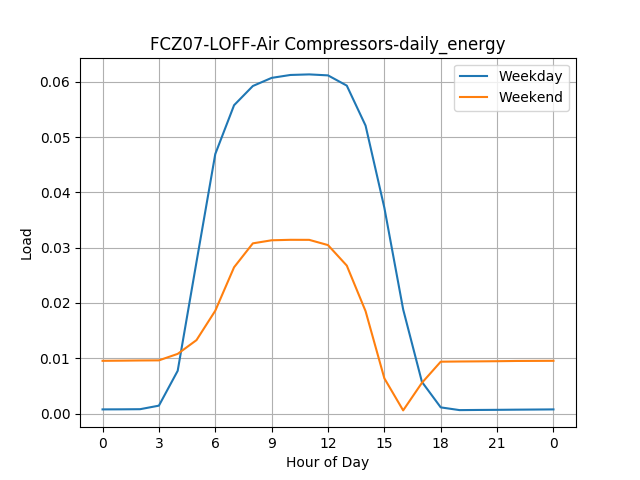 FCZ07-LOFF-Air Compressors-daily_energy
Weekday
Weekend
Load
0.06
0.05
0.04
0.03
0.02
0.01
0.00
0 3 6 9 12 15 18 21 0
Hour of Day